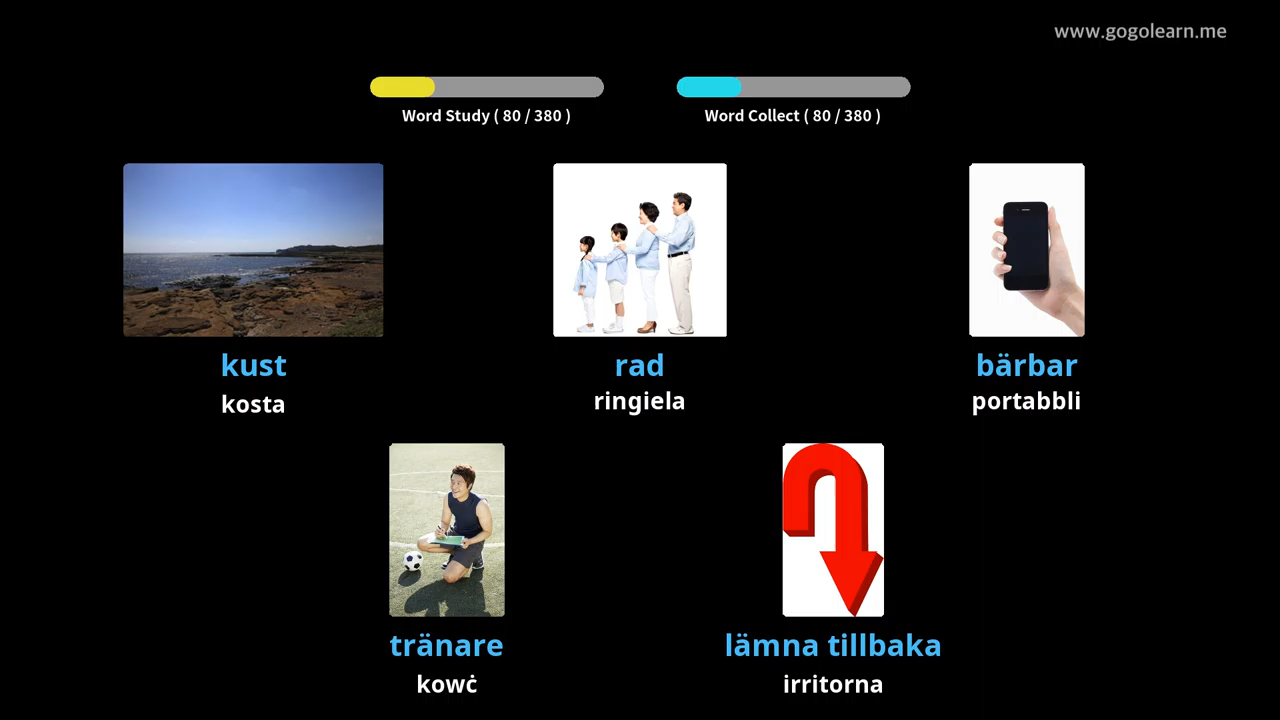 www.gogolearn.me
Word Study ( 80 / 380 )
Word Collect ( 80 / 380 )
kust
kosta
rad
ringiela
bärbar
portabbli
tränare
kowċ
lämna tillbaka
irritorna